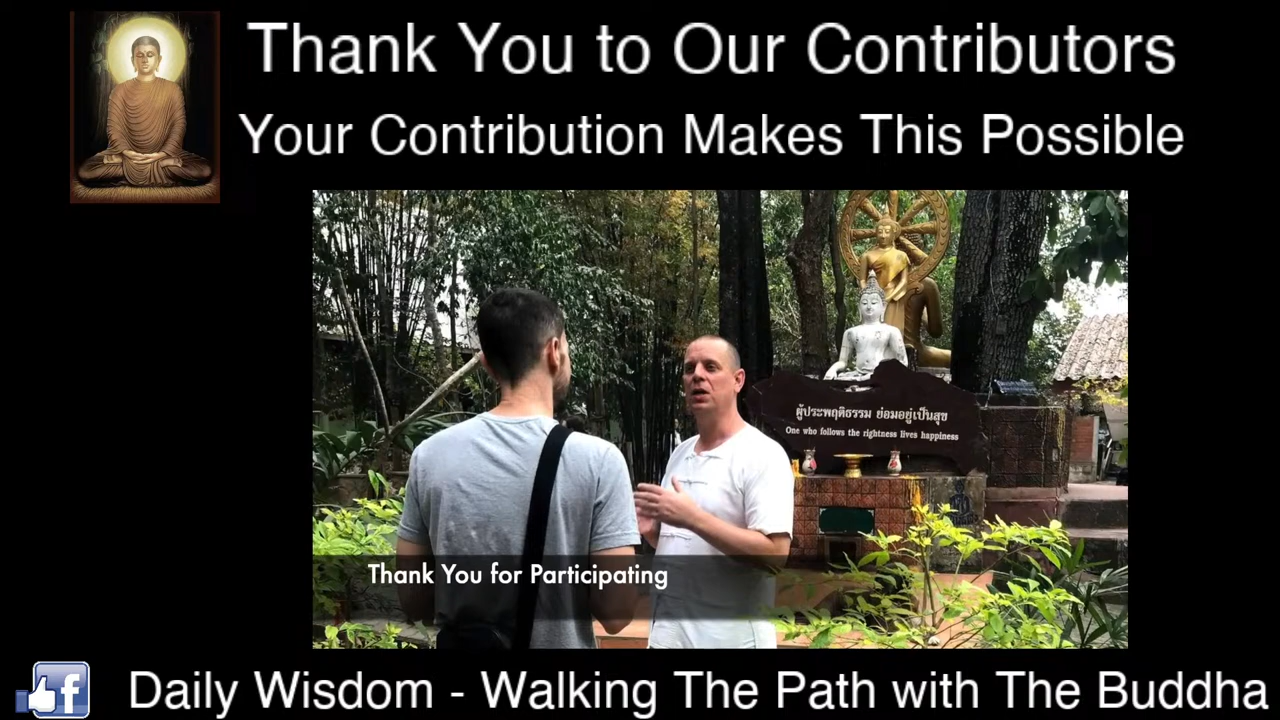 Thank You to Our Contributors
Your Contribution Makes This Possible
ผู้ประพฤติธรรม ย่อมอยู่เป็นสุข
One who follows the rightness lives happiness
Thank You for Participating
f
Daily Wisdom - Walking The Path with The Buddha